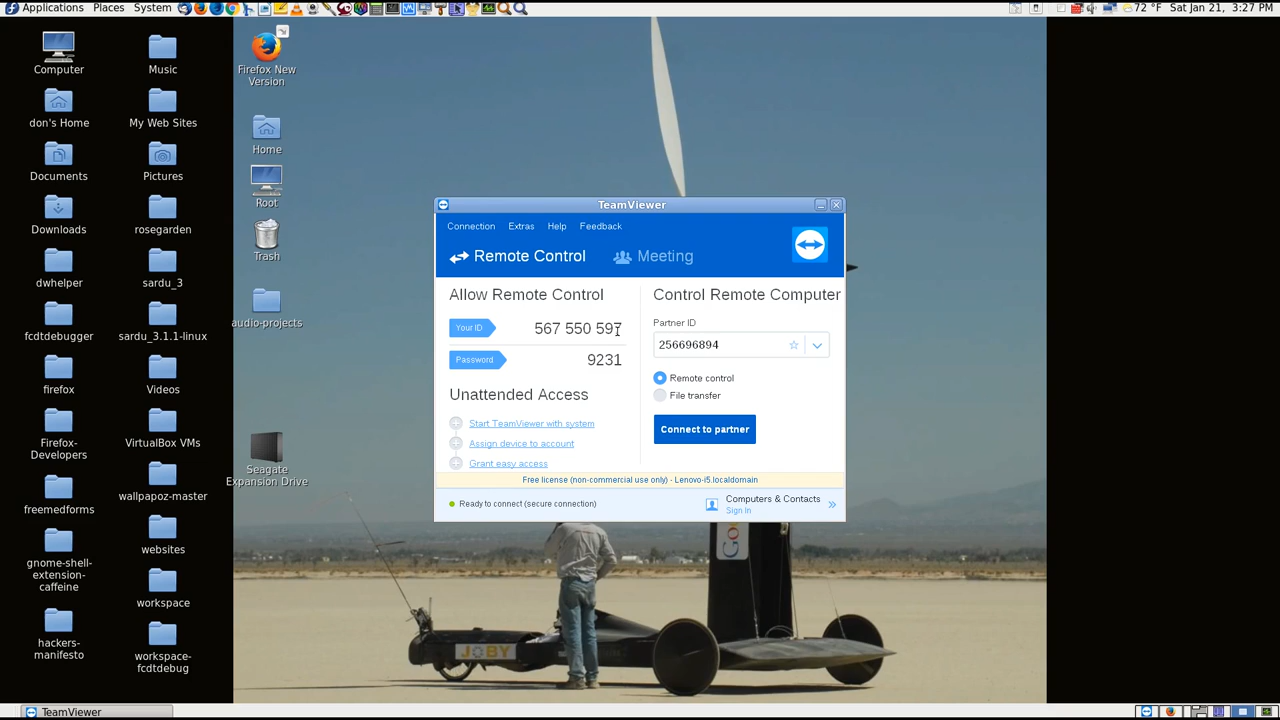 Applications Places System
72 °F Sat Jan 21, 3:27 PM
Computer
Music
Firefox New
Version
don's Home
My Web Sites
Home
Documents
Pictures
Root
Downloads
rosegarden
Trash
dwhelper
sardu_3
audio-projects
fcdtdebugger
sardu_3.1.1-linux
firefox
Videos
Firefox-
Developers
VirtualBox VMs
Seagate
Expansion Drive
freemedforms
wallpapoz-master
gnome-shell-
extension-
caffeine
websites
workspace
hackers-
manifesto
workspace-
fcdtdebug
TeamViewer
Connection Extras Help Feedback
Remote Control Meeting
Allow Remote Control
Your ID 567 550 597
Password 9231
Unattended Access
Start TeamViewer with system
Assign device to account
Grant easy access
Control Remote Computer
Partner ID
256696894
Remote control
File transfer
Connect to partner
Free license (non-commercial use only) - Lenovo-i5.localdomain
Ready to connect (secure connection)
Computers & Contacts
Sign In
JOBY
TeamViewer